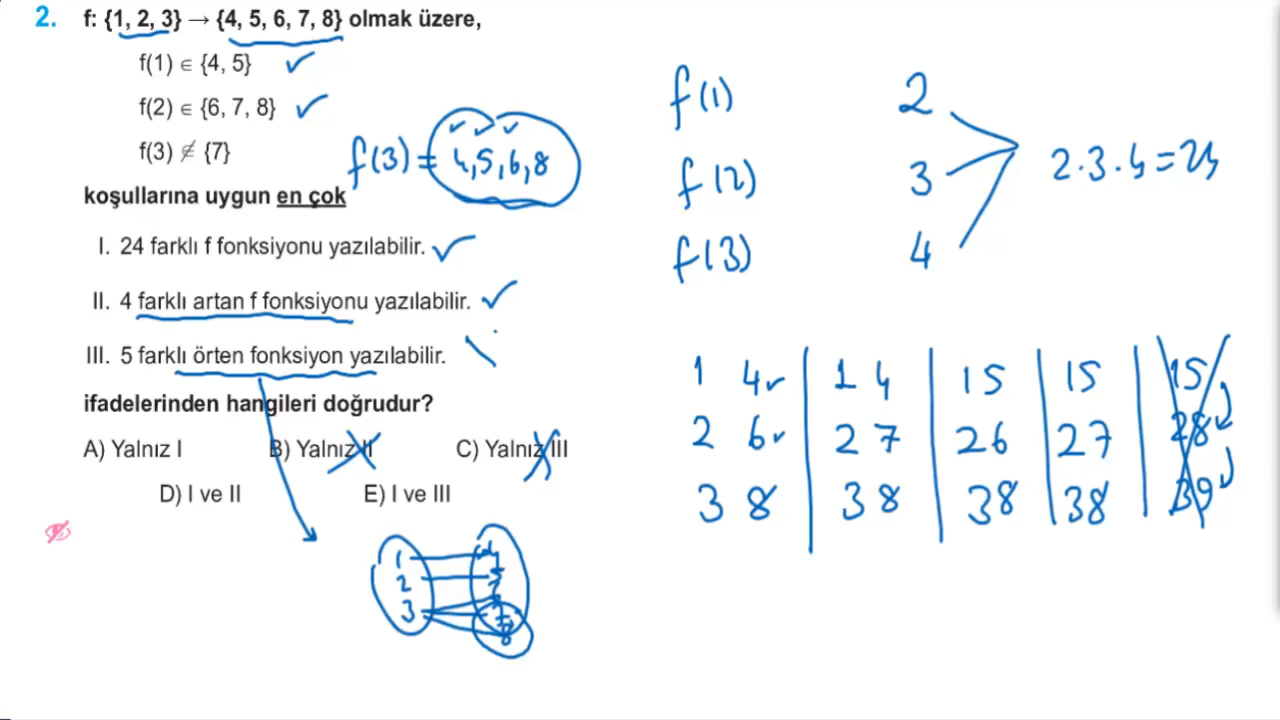 2. f: {1, 2, 3} → {4, 5, 6, 7, 8} olmak üzere,
f(1) ∈ {4, 5} ✓
f(2) ∈ {6, 7, 8} ✓
f(3) ∉ {7}
f(3) = 4,5,6,8
koşullarına uygun en çok
I. 24 farklı f fonksiyonu yazılabilir. ✓
II. 4 farklı artan f fonksiyonu yazılabilir. ✓
III. 5 farklı örten fonksiyon yazılabilir.
ifadelerinden hangileri doğrudur?
A) Yalnız I B) Yalnız II C) Yalnız III
D) I ve II E) I ve III
1
2
3
8
f(1) 2
f(2) 3
f(3) 4
2·3·4=24
1 4 | 1 4 | 1 5 | 1 5 | 1 5
2 6 | 2 7 | 2 6 | 2 7 | 2 8
3 8 | 3 8 | 3 8 | 3 8 | 3 9